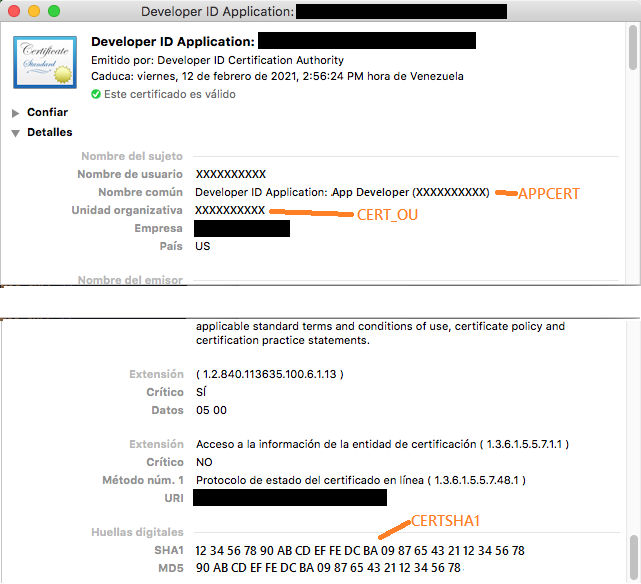 Developer ID Application:
Certificate
Standard
Developer ID Application:
Emitido por: Developer ID Certification Authority
Caduca: viernes, 12 de febrero de 2021, 2:56:24 PM hora de Venezuela
Este certificado es válido
Confiar
Detalles
Nombre del sujeto
Nombre de usuario XXXXXXXXXX
Nombre común Developer ID Application: .App Developer (XXXXXXXXXX) APPCERT
Unidad organizativa XXXXXXXXXX CERT_OU
Empresa
País US
Nombre del emisor
applicable standard terms and conditions of use, certificate policy and
certification practice statements.
Extensión ( 1.2.840.113635.100.6.1.13 )
Crítico SÍ
Datos 05 00
Extensión Acceso a la información de la entidad de certificación ( 1.3.6.1.5.5.7.1.1 )
Crítico NO
Método núm. 1 Protocolo de estado del certificado en línea ( 1.3.6.1.5.5.7.48.1 )
URI
CERTSHA1
Huellas digitales
SHA1 12 34 56 78 90 AB CD EF FE DC BA 09 87 65 43 21 12 34 56 78
MD5 90 AB CD EF FE DC BA 09 87 65 43 21 12 34 56 78